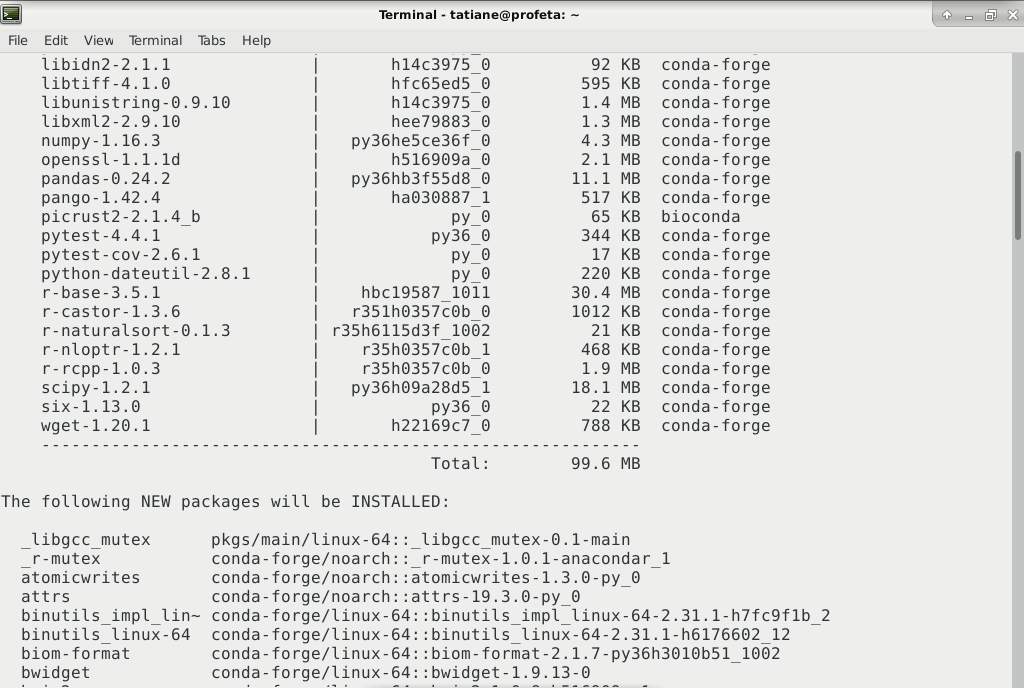 Terminal - tatiane@profeta: ~
File Edit View Terminal Tabs Help
libidn2-2.1.1 | h14c3975_0 92 KB conda-forge
libtiff-4.1.0 | hfc65ed5_0 595 KB conda-forge
libunistring-0.9.10 | h14c3975_0 1.4 MB conda-forge
libxml2-2.9.10 | hee79883_0 1.3 MB conda-forge
numpy-1.16.3 | py36he5ce36f_0 4.3 MB conda-forge
openssl-1.1.1d | h516909a_0 2.1 MB conda-forge
pandas-0.24.2 | py36hb3f55d8_0 11.1 MB conda-forge
pango-1.42.4 | ha030887_1 517 KB conda-forge
picrust2-2.1.4_b | py_0 65 KB bioconda
pytest-4.4.1 | py36_0 344 KB conda-forge
pytest-cov-2.6.1 | py_0 17 KB conda-forge
python-dateutil-2.8.1 | py_0 220 KB conda-forge
r-base-3.5.1 | hbc19587_1011 30.4 MB conda-forge
r-castor-1.3.6 | r351h0357c0b_0 1012 KB conda-forge
r-naturalsort-0.1.3 | r35h6115d3f_1002 21 KB conda-forge
r-nloptr-1.2.1 | r35h0357c0b_1 468 KB conda-forge
r-rcpp-1.0.3 | r35h0357c0b_0 1.9 MB conda-forge
scipy-1.2.1 | py36h09a28d5_1 18.1 MB conda-forge
six-1.13.0 | py36_0 22 KB conda-forge
wget-1.20.1 | h22169c7_0 788 KB conda-forge
------------------------------------------------------------
Total: 99.6 MB
The following NEW packages will be INSTALLED:
_libgcc_mutex pkgs/main/linux-64::_libgcc_mutex-0.1-main
_r-mutex conda-forge/noarch::_r-mutex-1.0.1-anacondar_1
atomicwrites conda-forge/noarch::atomicwrites-1.3.0-py_0
attrs conda-forge/noarch::attrs-19.3.0-py_0
binutils_impl_lin~ conda-forge/linux-64::binutils_impl_linux-64-2.31.1-h7fc9f1b_2
binutils_linux-64 conda-forge/linux-64::binutils_linux-64-2.31.1-h6176602_12
biom-format conda-forge/linux-64::biom-format-2.1.7-py36h3010b51_1002
bwidget conda-forge/linux-64::bwidget-1.9.13-0